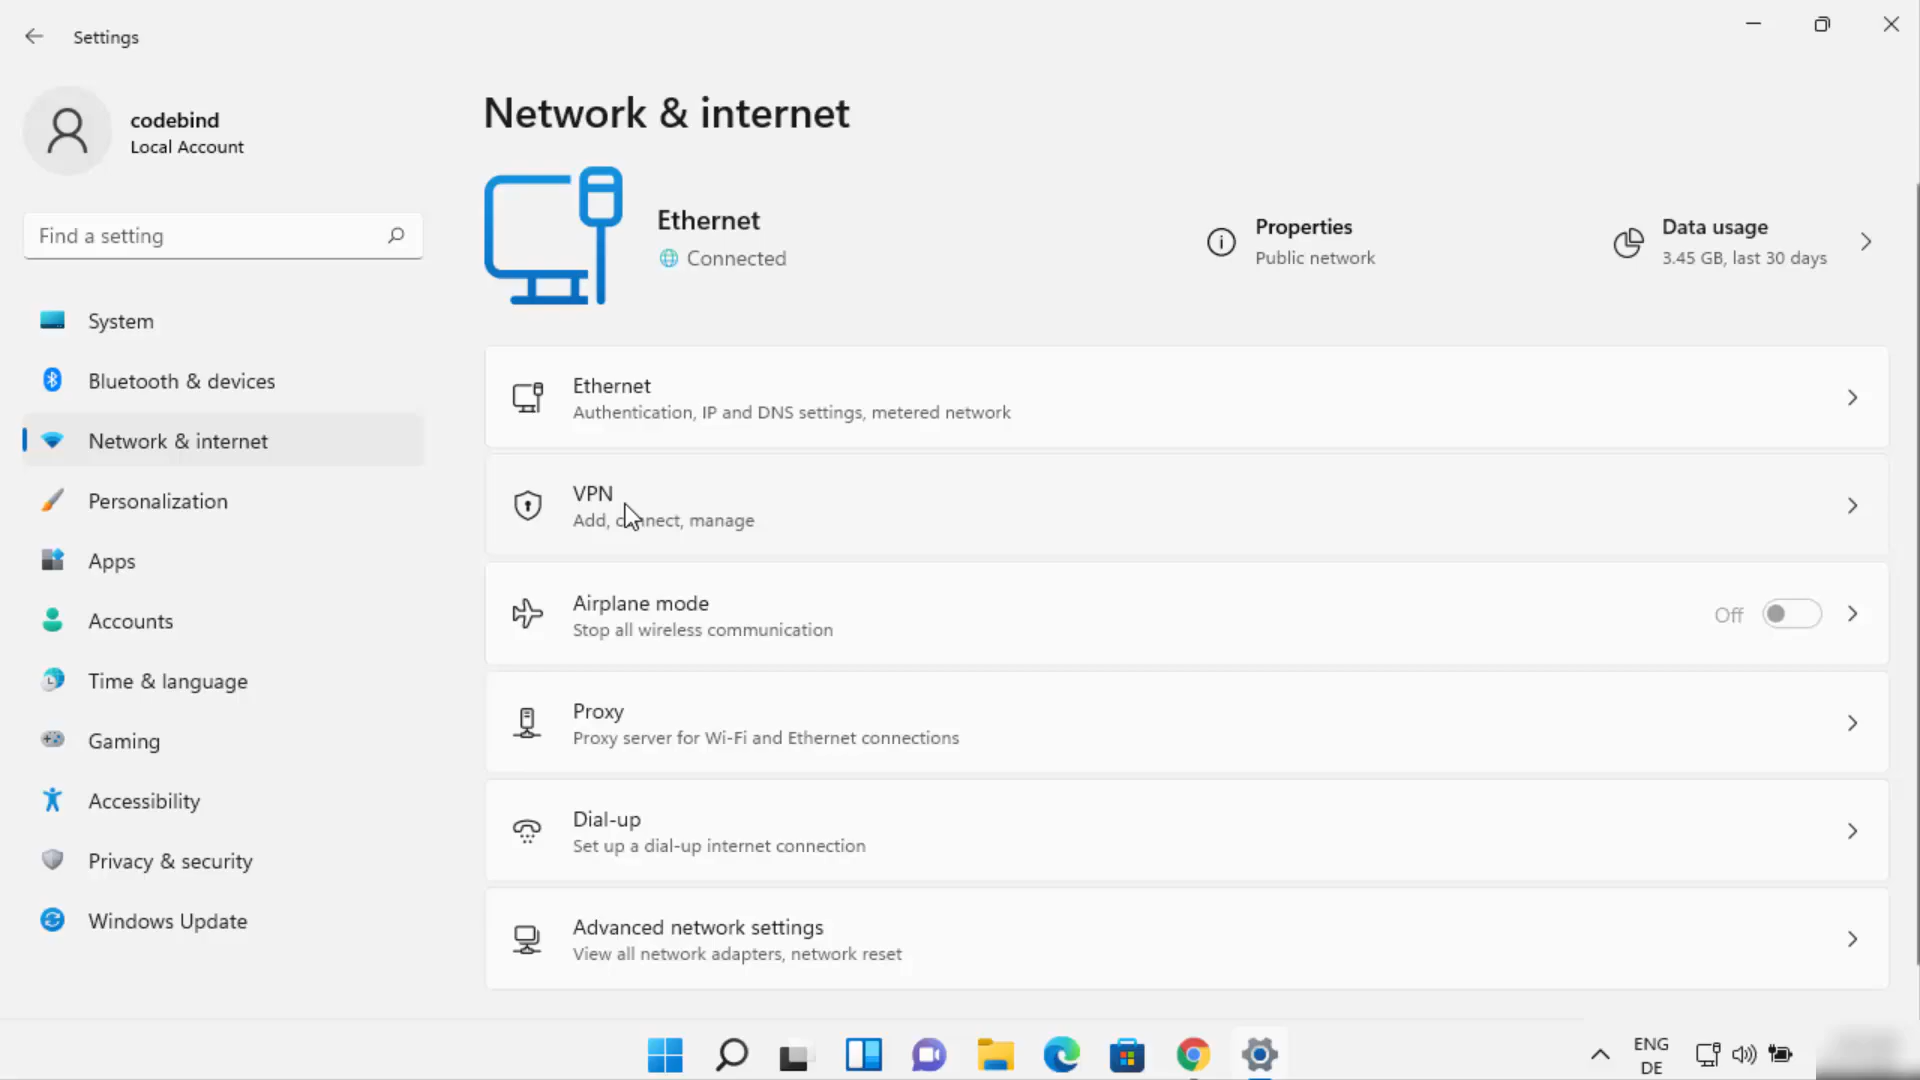 Settings
codebind
Local Account
Find a setting
System
Bluetooth & devices
Network & internet
Personalization
Apps
Accounts
Time & language
Gaming
Accessibility
Privacy & security
Windows Update
Network & internet
Ethernet
Connected
Properties
Public network
Data usage
3.45 GB, last 30 days
Ethernet
Authentication, IP and DNS settings, metered network
VPN
Add, connect, manage
Airplane mode
Stop all wireless communication
Off
Proxy
Proxy server for Wi-Fi and Ethernet connections
Dial-up
Set up a dial-up internet connection
Advanced network settings
View all network adapters, network reset
ENG
DE